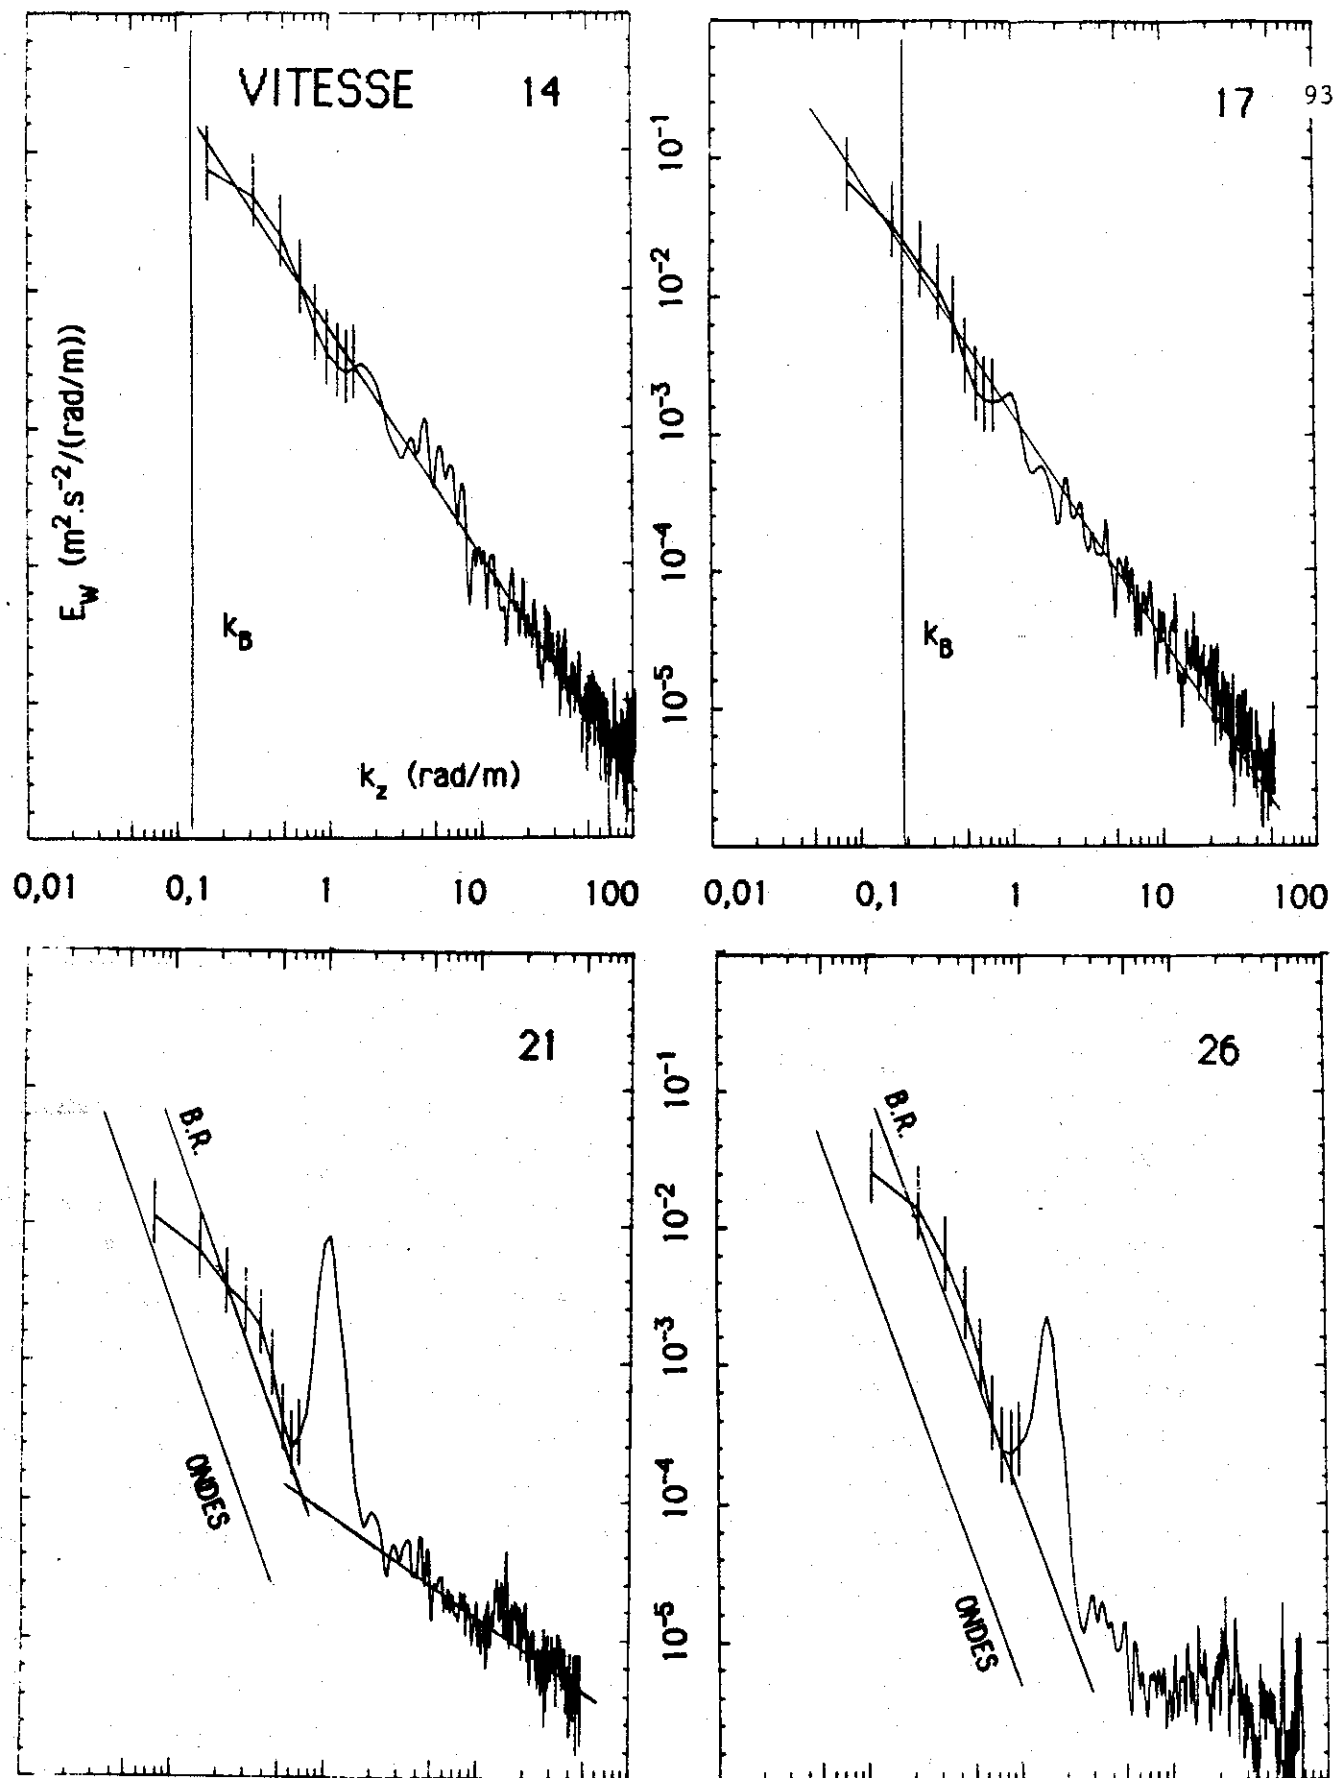 VITESSE 14
17 93
10⁻¹
10⁻²
10⁻³
10⁻⁴
10⁻⁵
E_W (m².s⁻²/(rad/m))
k_B
k_B
k_z (rad/m)
0,01 0,1 1 10 100
0,01 0,1 1 10 100
21
26
10⁻¹
10⁻²
10⁻³
10⁻⁴
10⁻⁵
B.R.
ONDES
B.R.
ONDES